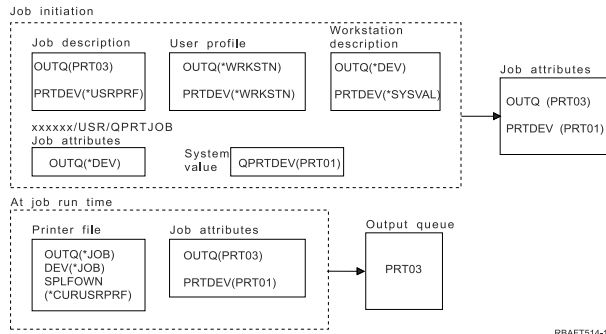 Job initiation
Job description
OUTQ(PRT03)
PRTDEV(*USRPRF)
User profile
OUTQ(*WRKSTN)
PRTDEV(*WRKSTN)
Workstation
description
OUTQ(*DEV)
PRTDEV(*SYSVAL)
Job attributes
OUTQ (PRT03)
PRTDEV (PRT01)
xxxxxx/USR/QPRTJOB
Job attributes
OUTQ(*DEV)
System
value
QPRTDEV(PRT01)
At job run time
Printer file
OUTQ(*JOB)
DEV(*JOB)
SPLFOWN
(*CURUSRPRF)
Job attributes
OUTQ(PRT03)
PRTDEV(PRT01)
Output queue
PRT03
RBAFT514-1